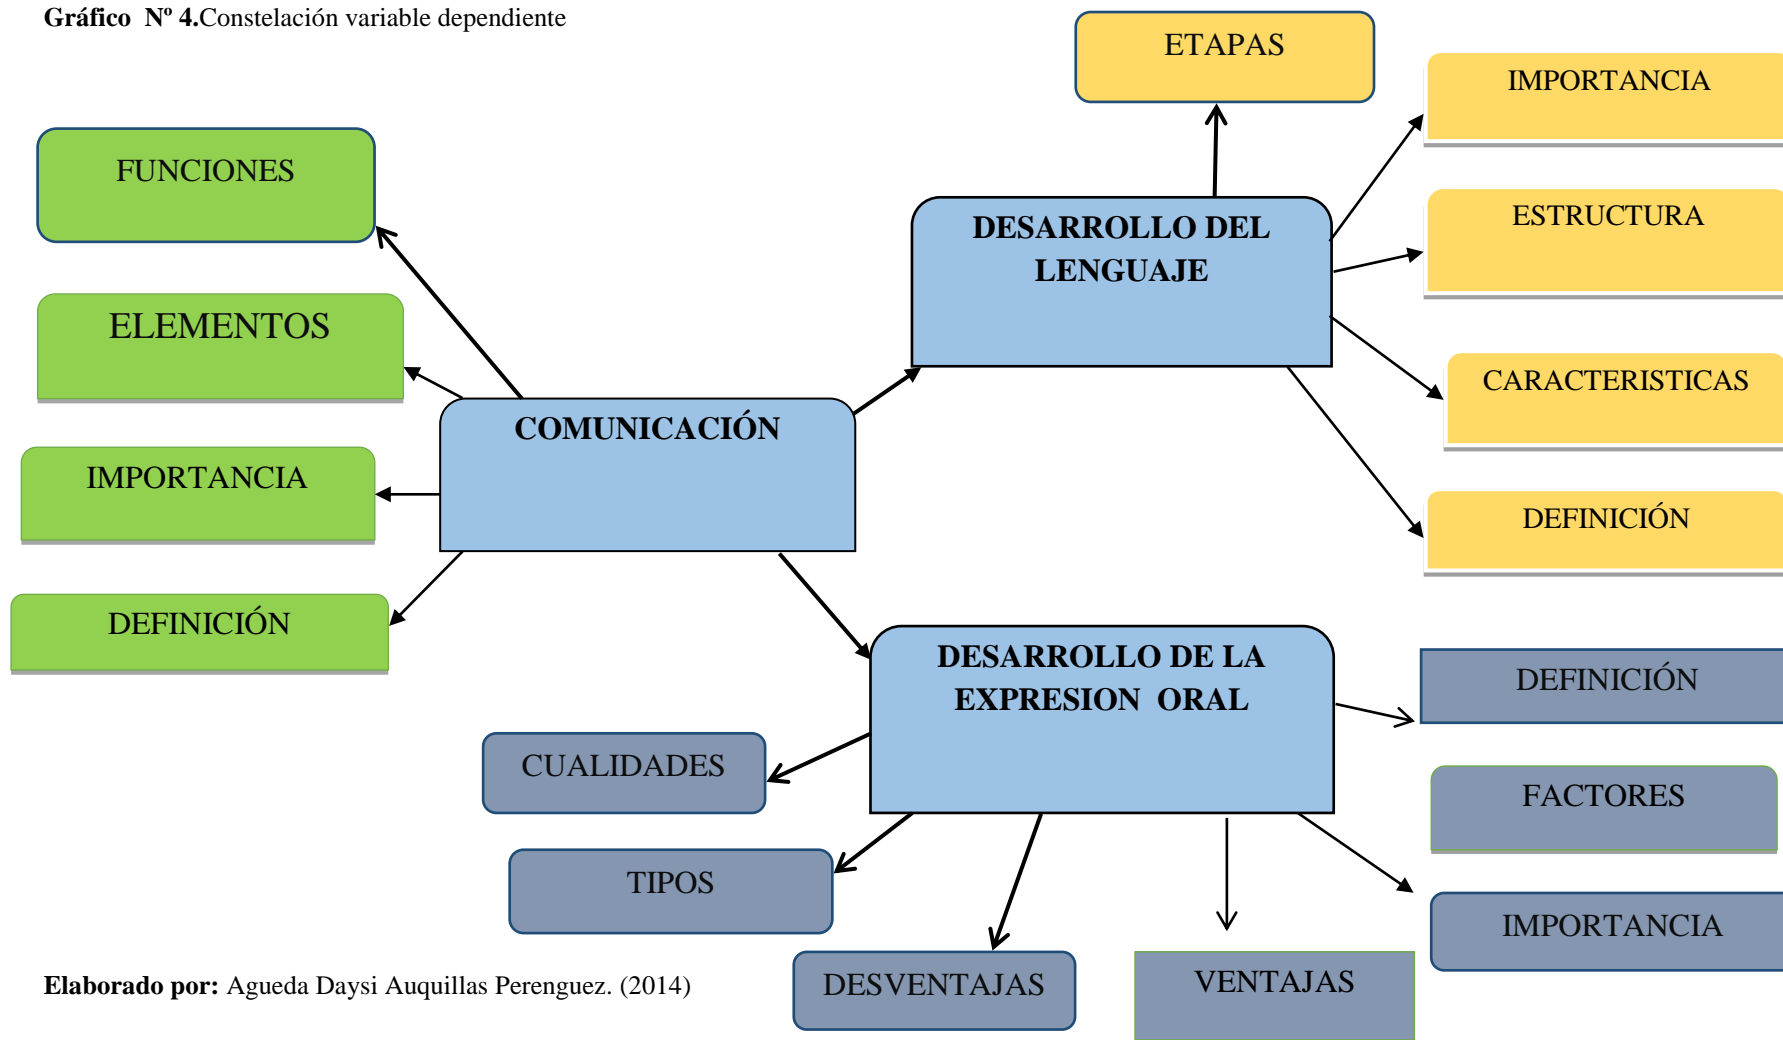 Gráfico Nº 4.Constelación variable dependiente
ETAPAS
IMPORTANCIA
FUNCIONES
ESTRUCTURA
DESARROLLO DEL
LENGUAJE
ELEMENTOS
CARACTERISTICAS
COMUNICACIÓN
IMPORTANCIA
DEFINICIÓN
DEFINICIÓN
DESARROLLO DE LA
EXPRESION ORAL
DEFINICIÓN
CUALIDADES
FACTORES
TIPOS
IMPORTANCIA
DESVENTAJAS
VENTAJAS
Elaborado por: Agueda Daysi Auquillas Perenguez. (2014)